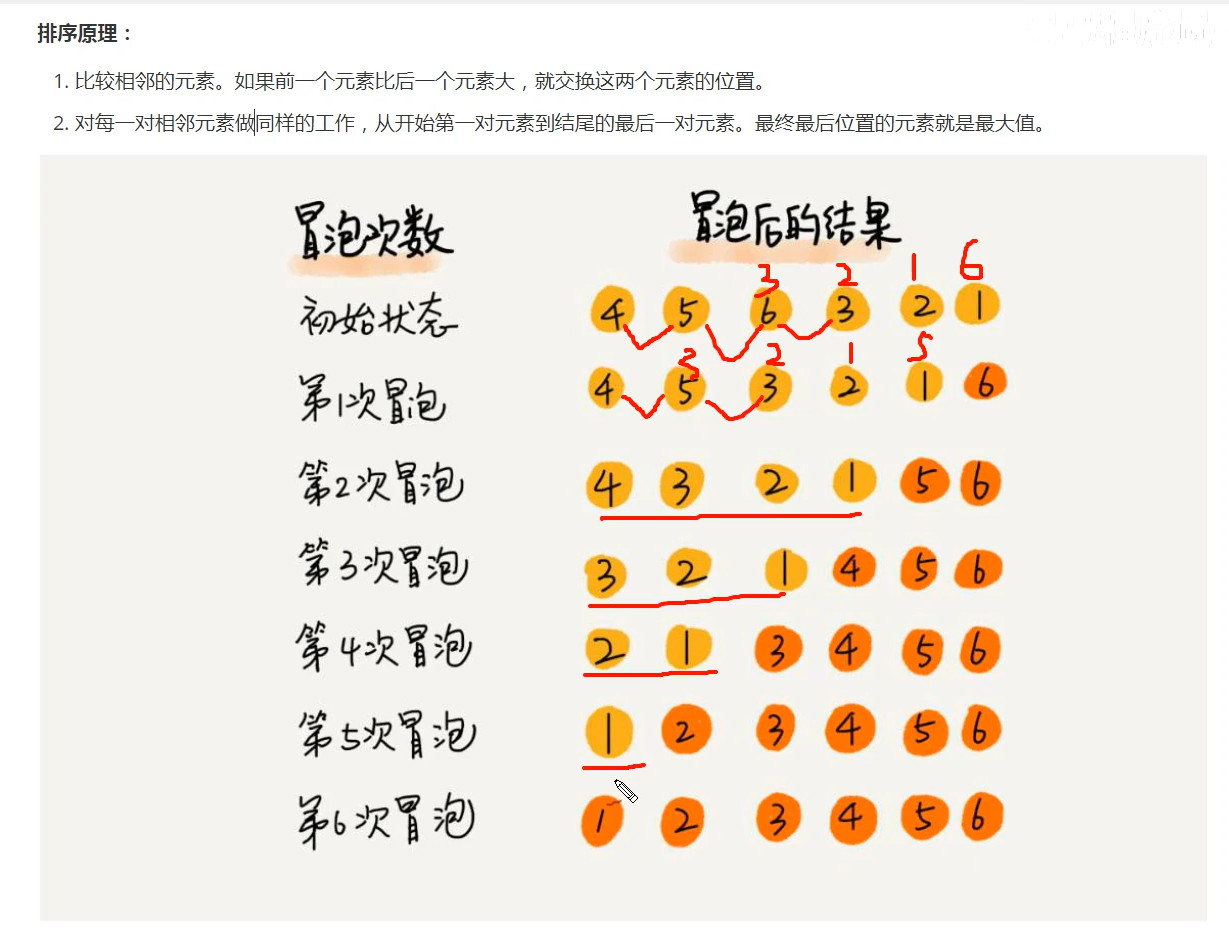 排序原理：
1. 比较相邻的元素。如果前一个元素比后一个元素大，就交换这两个元素的位置。
2. 对每一对相邻元素做同样的工作，从开始第一对元素到结尾的最后一对元素。最终最后位置的元素就是最大值。
冒泡次数 冒泡后的结果
3 2 1 6
初始状态 4 5 6 3 2 1
3 2 1 5
第1次冒泡 4 5 3 2 1 6
第2次冒泡 4 3 2 1 5 6
第3次冒泡 3 2 1 4 5 6
第4次冒泡 2 1 3 4 5 6
第5次冒泡 1 2 3 4 5 6
第6次冒泡 1 2 3 4 5 6